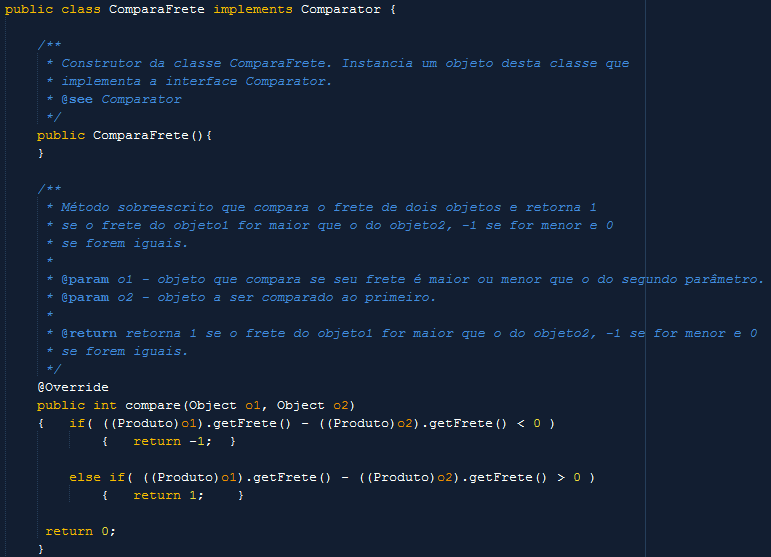 public class ComparaFrete implements Comparator {
/**
* Construtor da classe ComparaFrete. Instancia um objeto desta classe que
* implementa a interface Comparator.
* @see Comparator
*/
public ComparaFrete(){
}
/**
* Método sobreescrito que compara o frete de dois objetos e retorna 1
* se o frete do objeto1 for maior que o do objeto2, -1 se for menor e 0
* se forem iguais.
*
* @param o1 - objeto que compara se seu frete é maior ou menor que o do segundo parâmetro.
* @param o2 - objeto a ser comparado ao primeiro.
*
* @return retorna 1 se o frete do objeto1 for maior que o do objeto2, -1 se for menor e 0
* se forem iguais.
*/
@Override
public int compare(Object o1, Object o2)
{   if( ((Produto)o1).getFrete() - ((Produto)o2).getFrete() < 0 )
{   return -1;  }
else if( ((Produto)o1).getFrete() - ((Produto)o2).getFrete() > 0 )
{   return 1;   }
return 0;
}